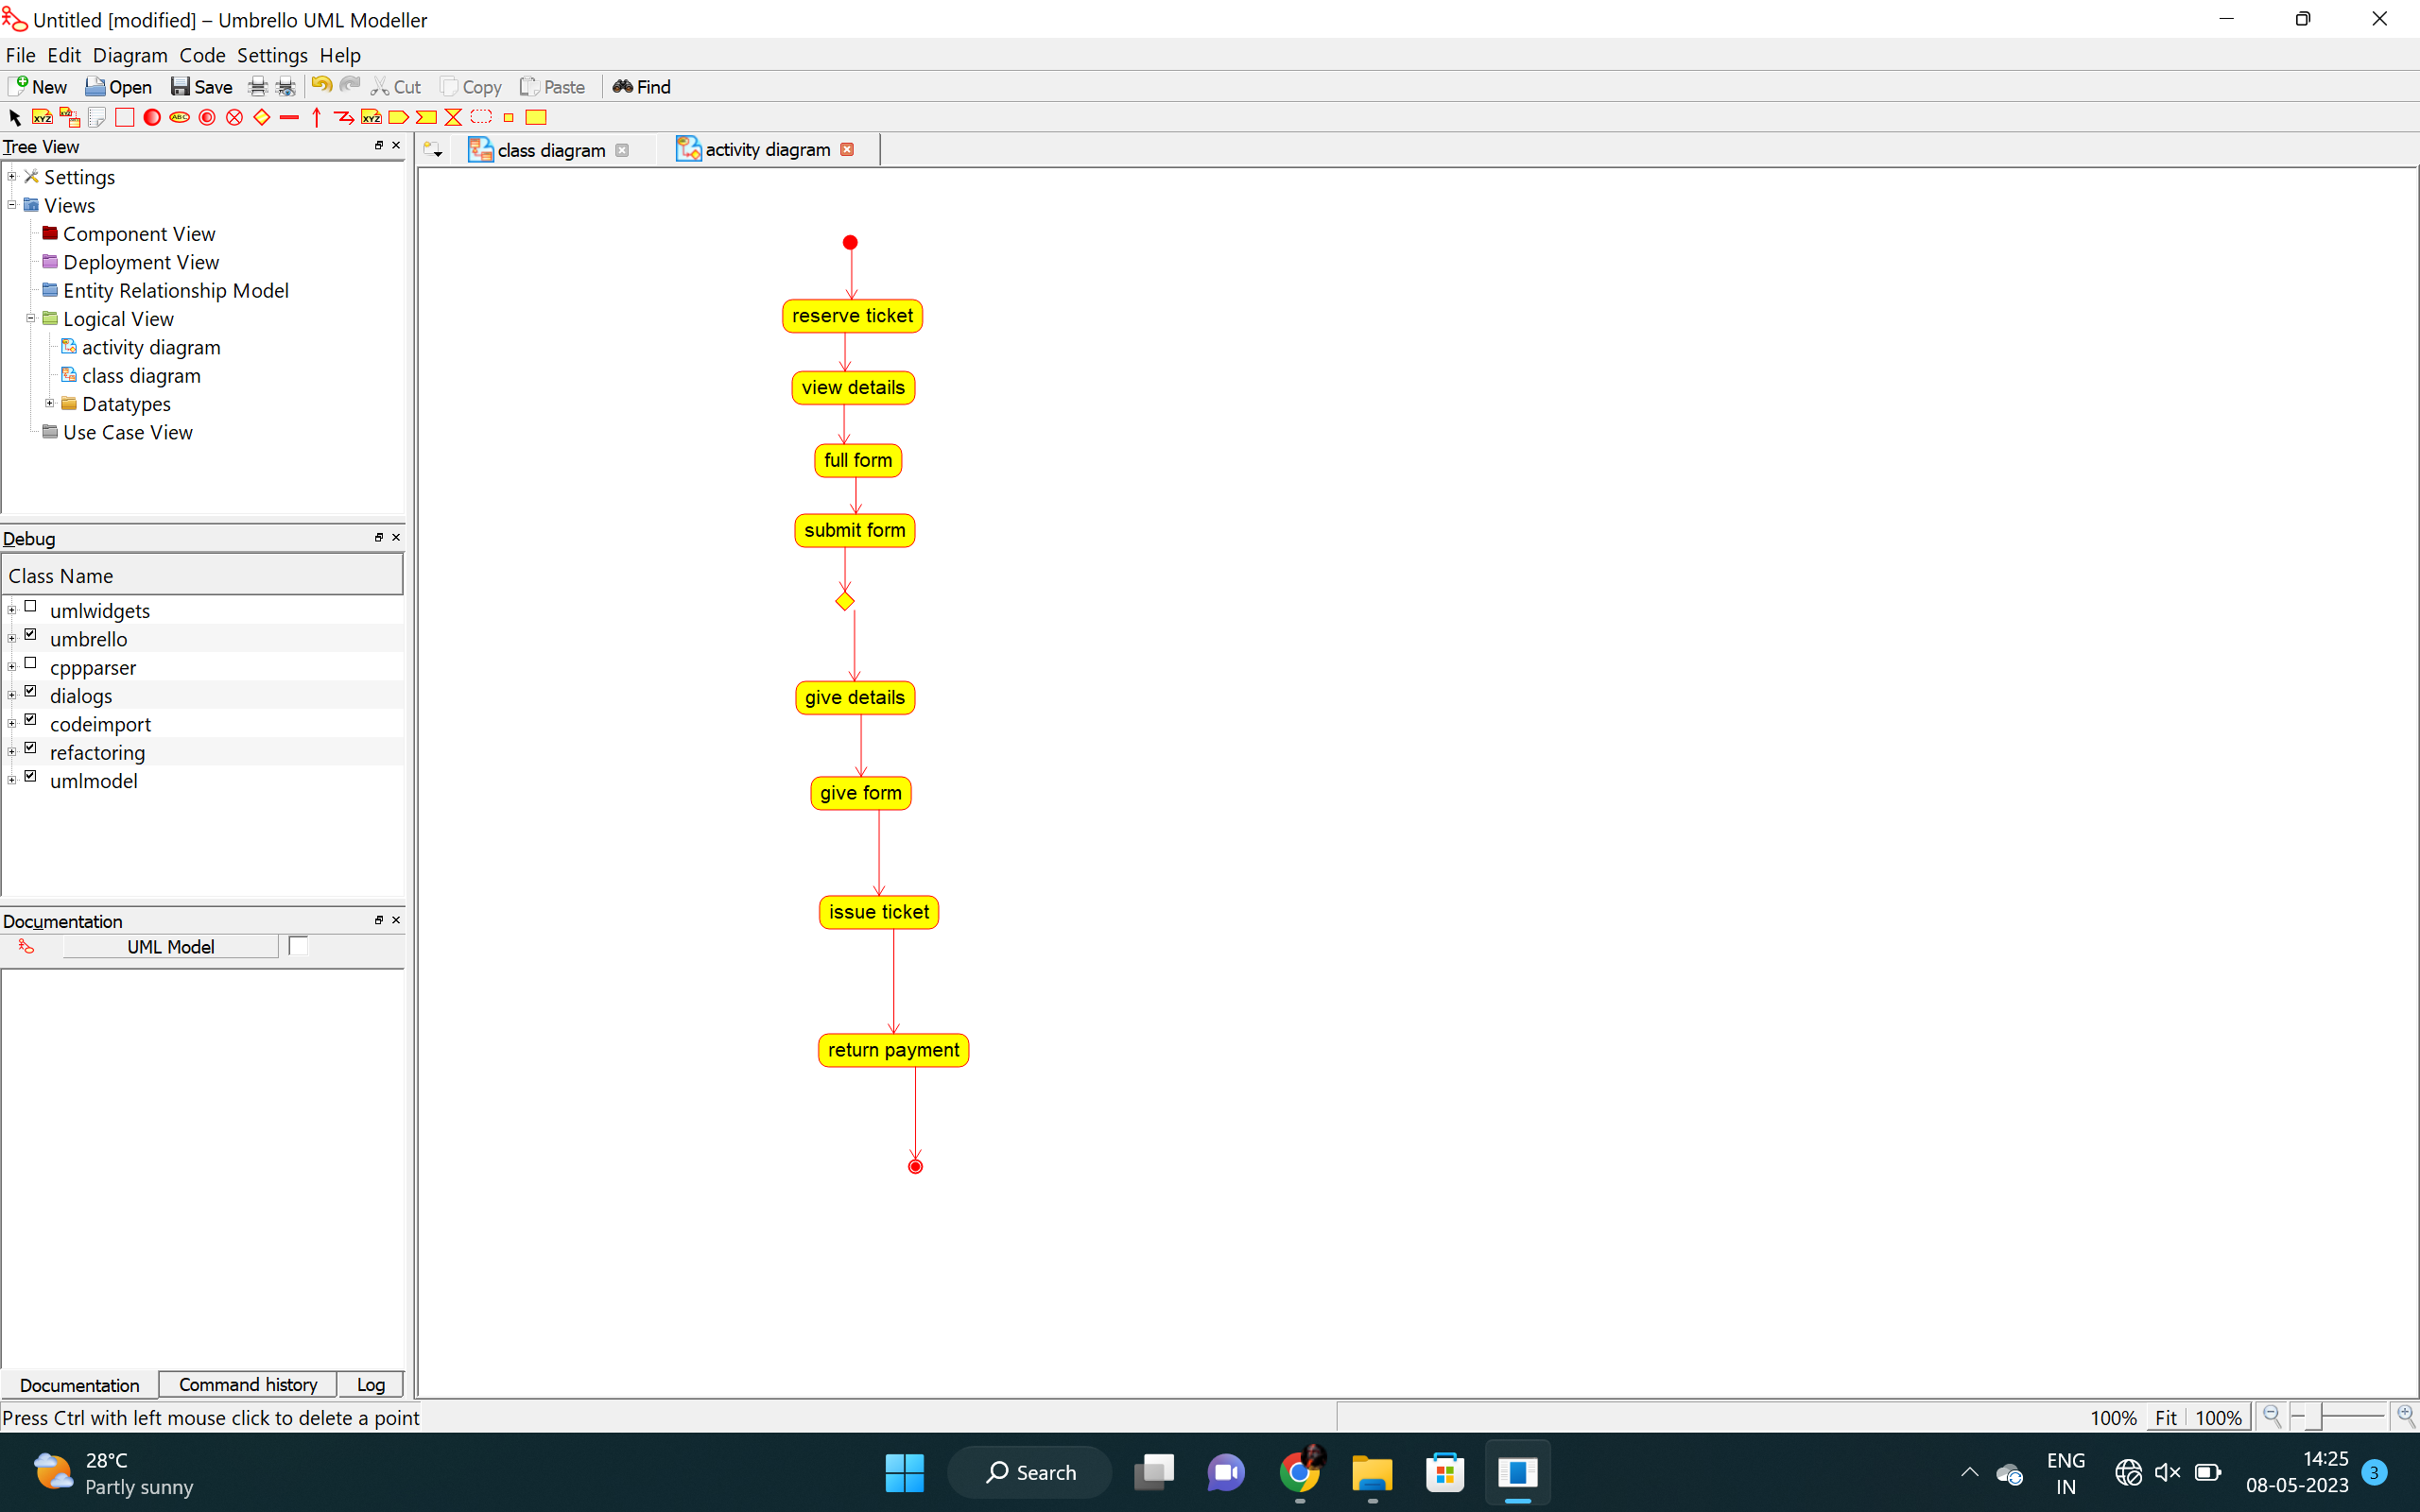 Untitled [modified] – Umbrello UML Modeller
File Edit Diagram Code Settings Help
New Open Save Cut Copy Paste Find
XYZ XYZ ABC XYZ
Tree View
class diagram activity diagram
Settings
Views
Component View
Deployment View
Entity Relationship Model
Logical View
activity diagram
class diagram
Datatypes
Use Case View
Debug
Class Name
umlwidgets
umbrello
cppparser
dialogs
codeimport
refactoring
umlmodel
Documentation
UML Model
Documentation Command history Log
reserve ticket
view details
full form
submit form
give details
give form
issue ticket
return payment
Press Ctrl with left mouse click to delete a point
100% Fit 100%
28°C
Partly sunny
Search
ENG
IN
14:25
08-05-2023
3